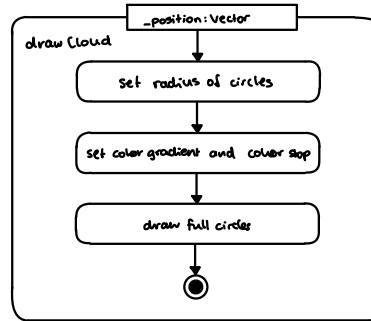 _position: Vector
draw Cloud
set radius of circles
set color gradient and color stop
draw full circles